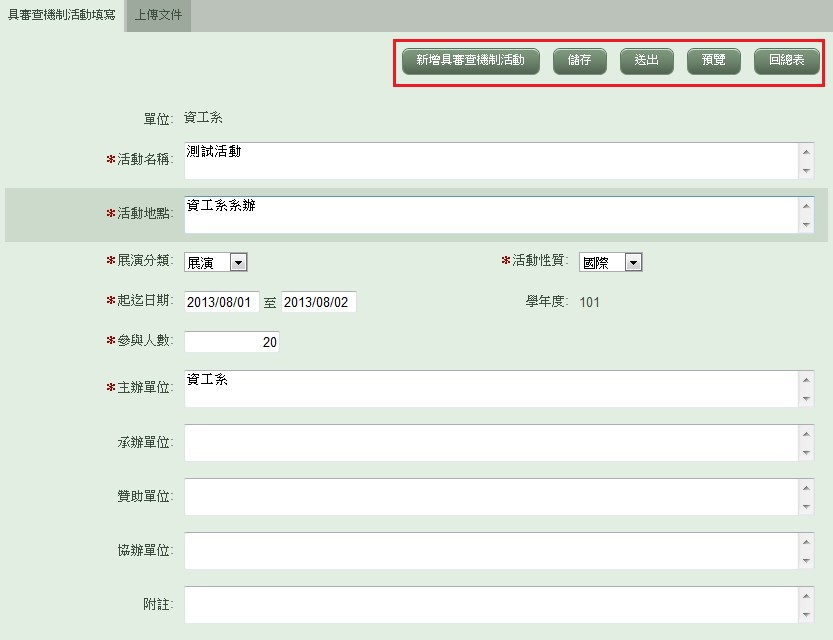 具審查機制活動填寫 上傳文件
新增具審查機制活動 儲存 送出 預覽 回總表
單位: 資工系
*活動名稱: 測試活動
*活動地點: 資工系系辦
*展演分類: 展演 *活動性質: 國際
*起迄日期: 2013/08/01 至 2013/08/02 學年度: 101
*參與人數: 20
*主辦單位: 資工系
承辦單位:
贊助單位:
協辦單位:
附註: